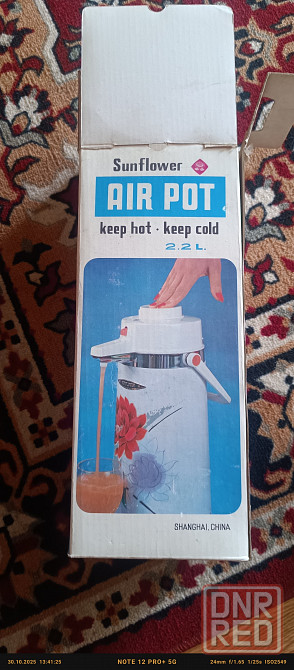 Sunflower
AIR POT
keep hot · keep cold
2.2 L.
SHANGHAI, CHINA
DNR
RED
30.10.2025 13:41:25
NOTE 12 PRO+ 5G
24mm f/1.65 1/25s ISO2548